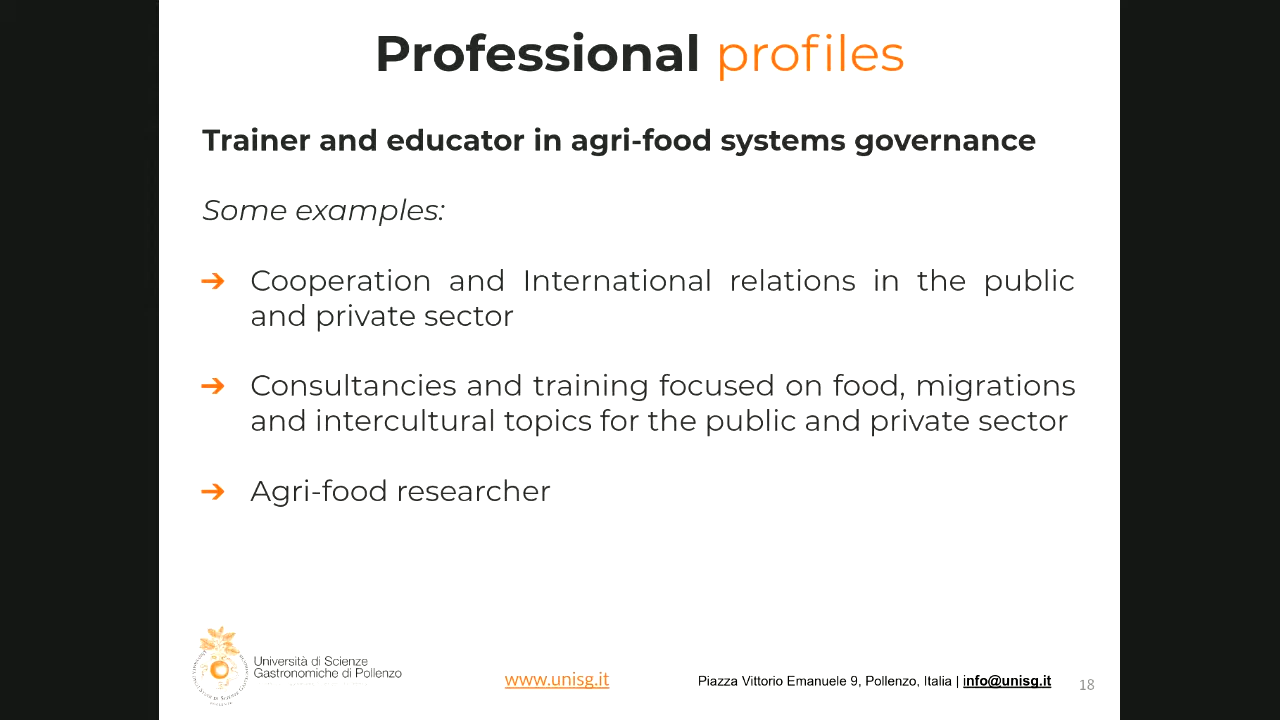 Professional profiles
Trainer and educator in agri-food systems governance
Some examples:
➔ Cooperation and International relations in the public
and private sector
➔ Consultancies and training focused on food, migrations
and intercultural topics for the public and private sector
➔ Agri-food researcher
Università di Scienze
Gastronomiche di Pollenzo
www.unisg.it
Piazza Vittorio Emanuele 9, Pollenzo, Italia | info@unisg.it
18